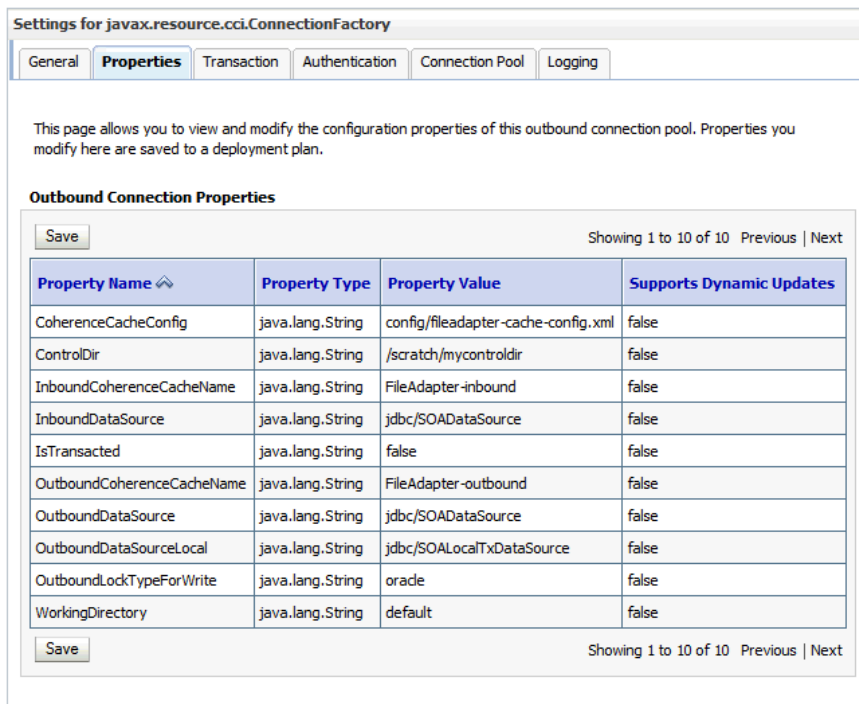 Settings for javax.resource.cci.ConnectionFactory
General Properties Transaction Authentication Connection Pool Logging
This page allows you to view and modify the configuration properties of this outbound connection pool. Properties you
modify here are saved to a deployment plan.
Outbound Connection Properties
Save Showing 1 to 10 of 10 Previous | Next
Property Name Property Type Property Value Supports Dynamic Updates
CoherenceCacheConfig java.lang.String config/fileadapter-cache-config.xml false
ControlDir java.lang.String /scratch/mycontroldir false
InboundCoherenceCacheName java.lang.String FileAdapter-inbound false
InboundDataSource java.lang.String jdbc/SOADataSource false
IsTransacted java.lang.String false false
OutboundCoherenceCacheName java.lang.String FileAdapter-outbound false
OutboundDataSource java.lang.String jdbc/SOADataSource false
OutboundDataSourceLocal java.lang.String jdbc/SOALocalTxDataSource false
OutboundLockTypeForWrite java.lang.String oracle false
WorkingDirectory java.lang.String default false
Save Showing 1 to 10 of 10 Previous | Next